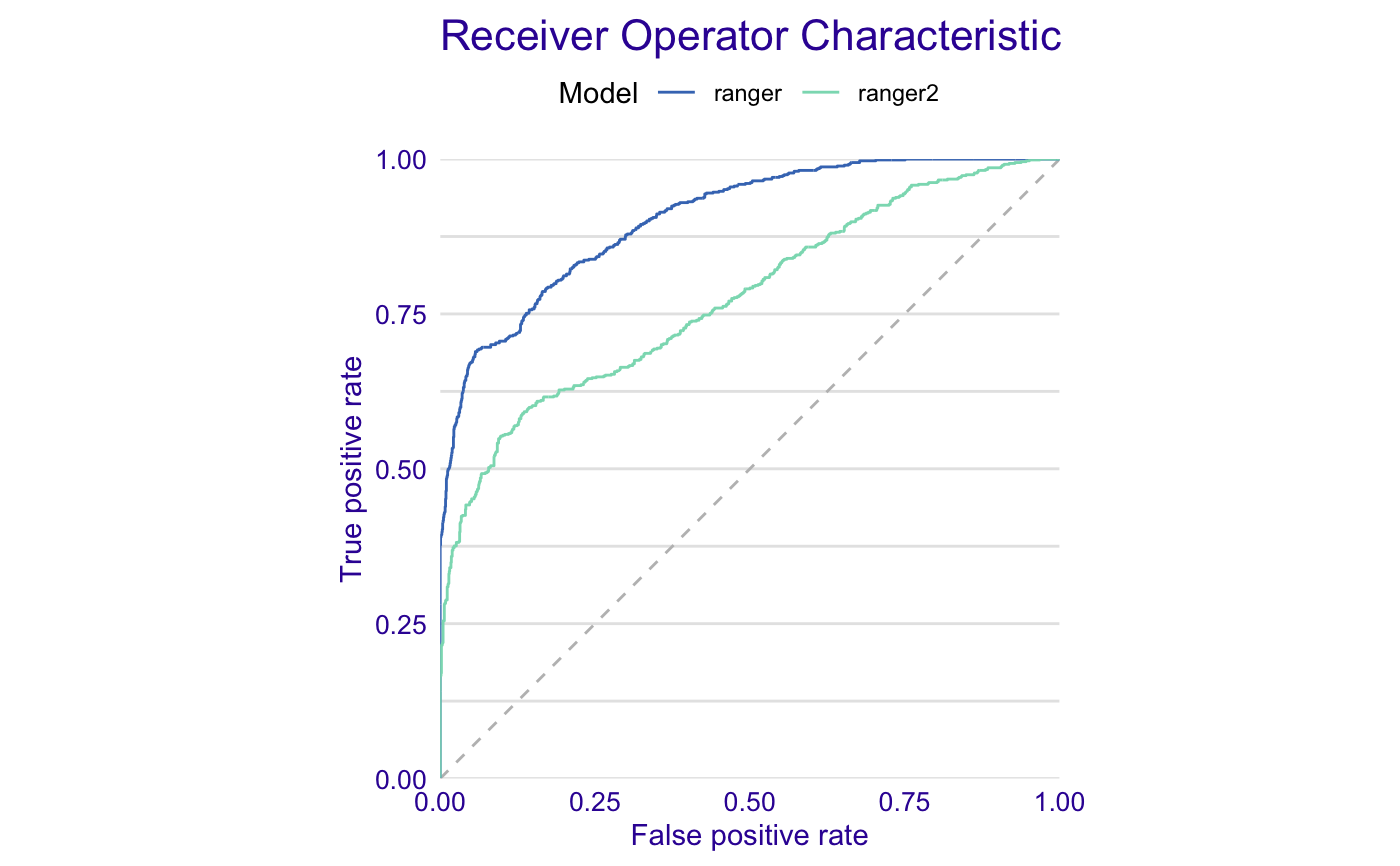 Receiver Operator Characteristic
Model ranger ranger2
1.00
0.75
0.50
0.25
0.00
True positive rate
0.00 0.25 0.50 0.75 1.00
False positive rate